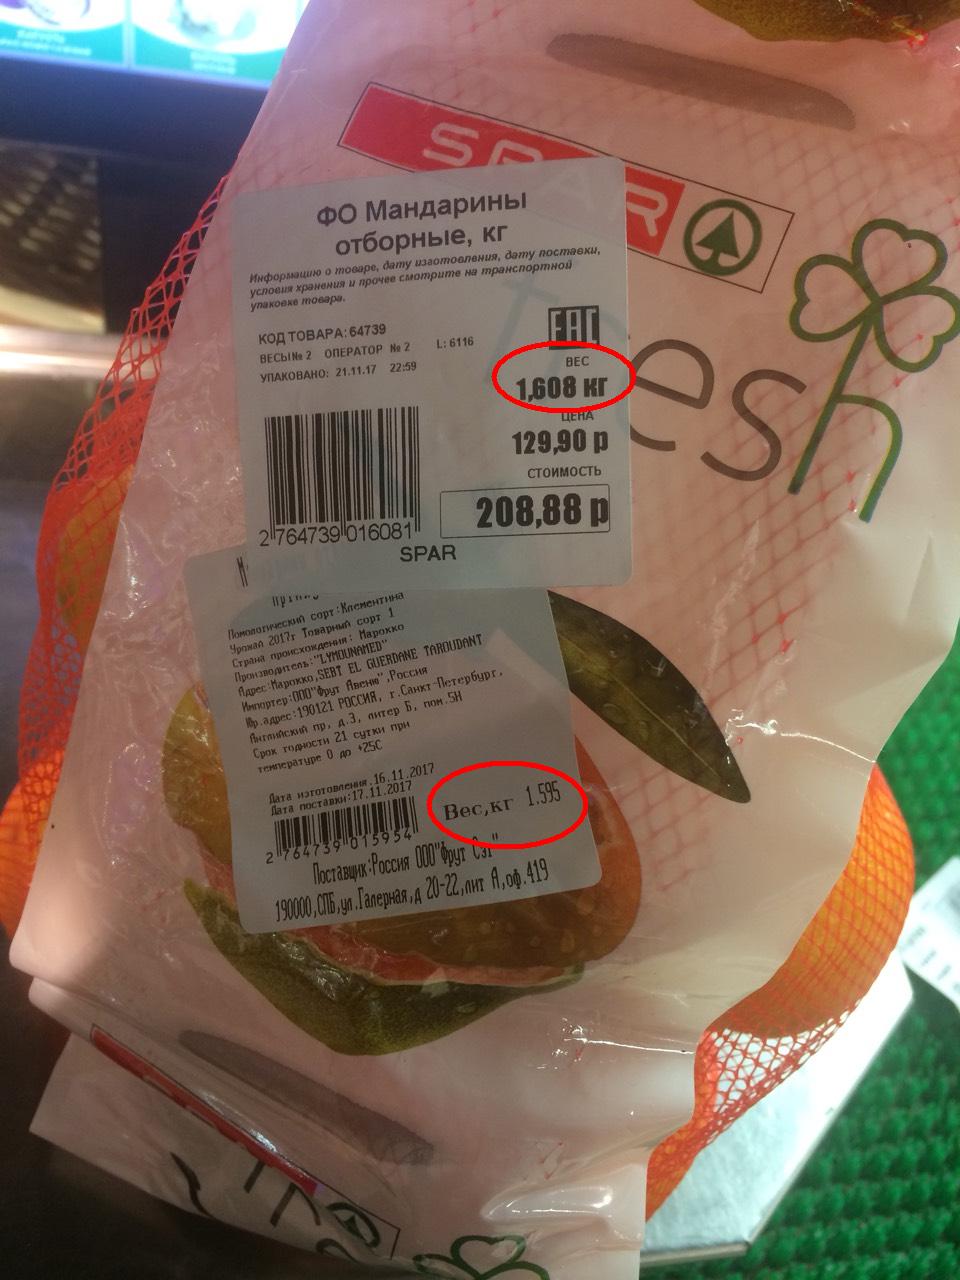 SPAR
fresh
ФО Мандарины
отборные, кг
Информацию о товаре, дату изготовления, дату поставки,
условия хранения и прочее смотрите на транспортной
упаковке товара.
КОД ТОВАРА: 64739
ВЕСЫ № 2 ОПЕРАТОР № 2 L: 6116
УПАКОВАНО: 21.11.17 22:59
ЕАС
ВЕС
1,608 кг
ЦЕНА
129,90 р
СТОИМОСТЬ
208,88 р
2 764739 016081
SPAR
Помологический сорт:Клементина
Урожай 2017г Товарный сорт 1
Страна происхождения: Марокко
Производитель:"LYMOUNAMED"
Адрес:Марокко,SEBT EL GUERDANE TAROUDANT
Импортер:ООО"Фрут Авеню",Россия
Юр.адрес:190121 РОССИЯ, г.Санкт-Петербург,
Английский пр, д.3, литер Б, пом.5Н
Срок годности 21 сутки при
температуре 0 до +25С
Дата изготовления.16.11.2017
Дата поставки:17.11.2017
Вес,кг 1.595
2 764739 015954
Поставщик:Россия ООО"Фрут Сэт"
190000,СПБ,ул.Галерная,д 20-22,лит А,оф.419